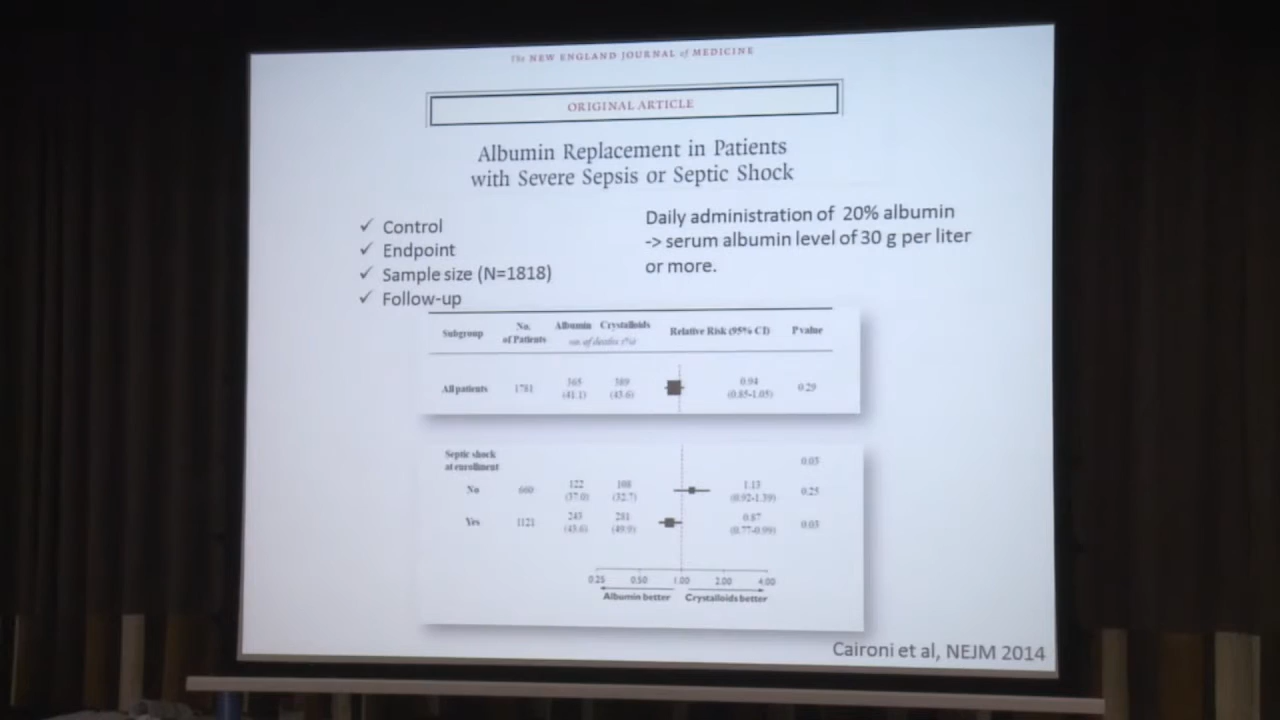 The NEW ENGLAND JOURNAL of MEDICINE
ORIGINAL ARTICLE
Albumin Replacement in Patients
with Severe Sepsis or Septic Shock
✓ Control
✓ Endpoint
✓ Sample size (N=1818)
✓ Follow-up
Daily administration of 20% albumin
-> serum albumin level of 30 g per liter
or more.
Subgroup No. of Patients Albumin Crystalloids Relative Risk (95% CI) P value
no. of deaths (%)
All patients 1781 365 389 0.94 0.29
(41.1) (43.6) (0.85-1.05)
Septic shock
at enrollment 0.03
No 660 122 108 1.13 0.25
(37.0) (32.7) (0.92-1.39)
Yes 1121 243 281 0.87 0.03
(43.6) (49.9) (0.77-0.99)
0.25 0.50 1.00 2.00 4.00
Albumin better Crystalloids better
Caironi et al, NEJM 2014